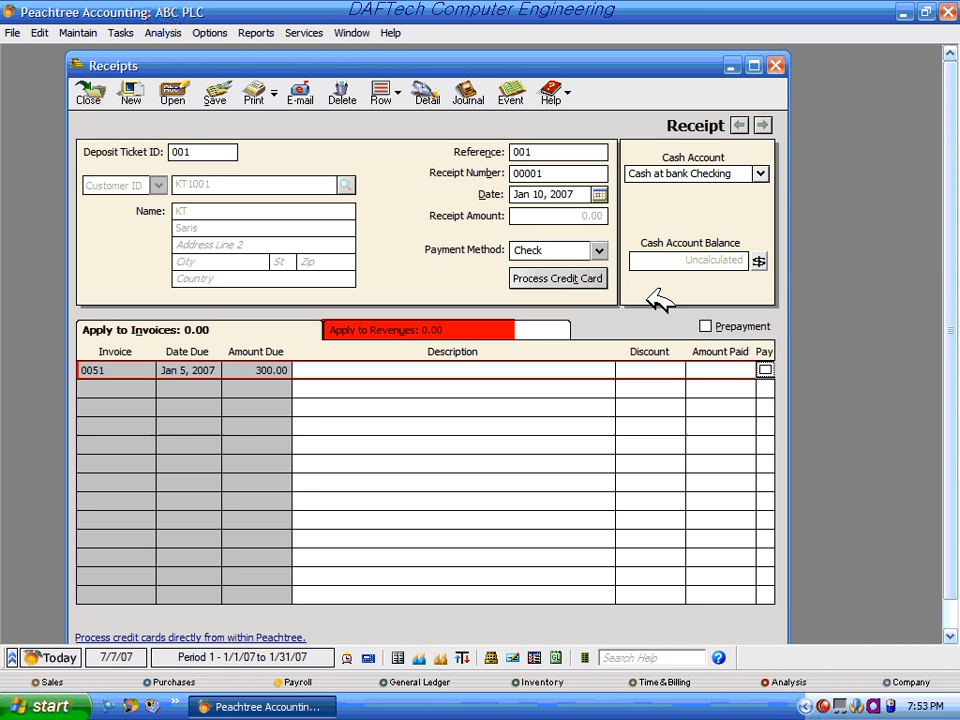 Peachtree Accounting: ABC PLC
DAFTech Computer Engineering
File Edit Maintain Tasks Analysis Options Reports Services Window Help
Receipts
Close New Open Save Print E-mail Delete Row Detail Journal Event Help
Receipt
Deposit Ticket ID: 001
Reference: 001
Cash Account
Receipt Number: 00001
Cash at bank Checking
Customer ID KT1001
Date: Jan 10, 2007
Name: KT
Receipt Amount: 0.00
Saris
Address Line 2
Payment Method: Check
Cash Account Balance
City St Zip
Uncalculated
Country
Process Credit Card
Apply to Invoices: 0.00
Apply to Revenues: 0.00
Prepayment
Invoice Date Due Amount Due Description Discount Amount Paid Pay
0051 Jan 5, 2007 300.00
Process credit cards directly from within Peachtree.
Today 7/7/07 Period 1 - 1/1/07 to 1/31/07 Search Help
Sales Purchases Payroll General Ledger Inventory Time & Billing Analysis Company
start Peachtree Accountin... 7:53 PM